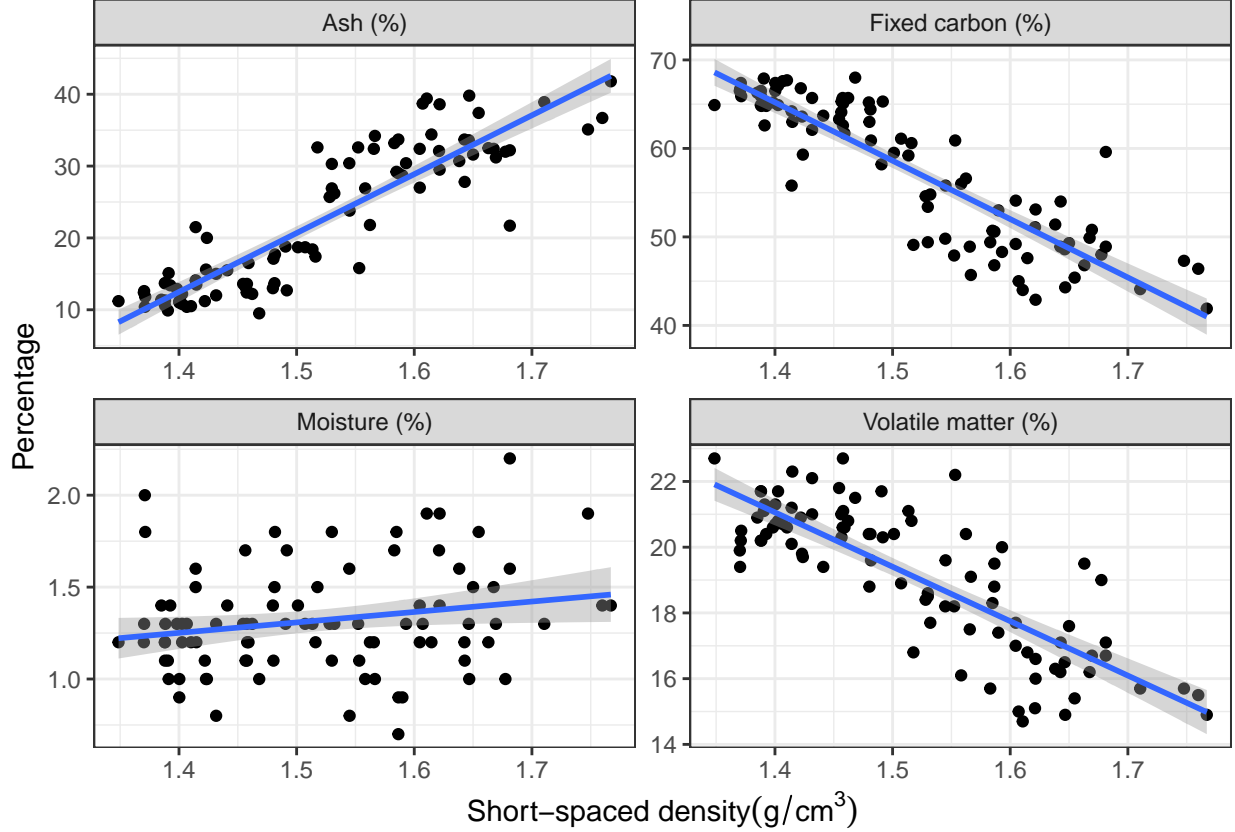 Ash (%)
Fixed carbon (%)
40
30
20
10
70
60
50
40
1.4 1.5 1.6 1.7
1.4 1.5 1.6 1.7
Percentage
Moisture (%)
Volatile matter (%)
2.0
1.5
1.0
22
20
18
16
14
1.4 1.5 1.6 1.7
1.4 1.5 1.6 1.7
Short−spaced density(g/cm³)